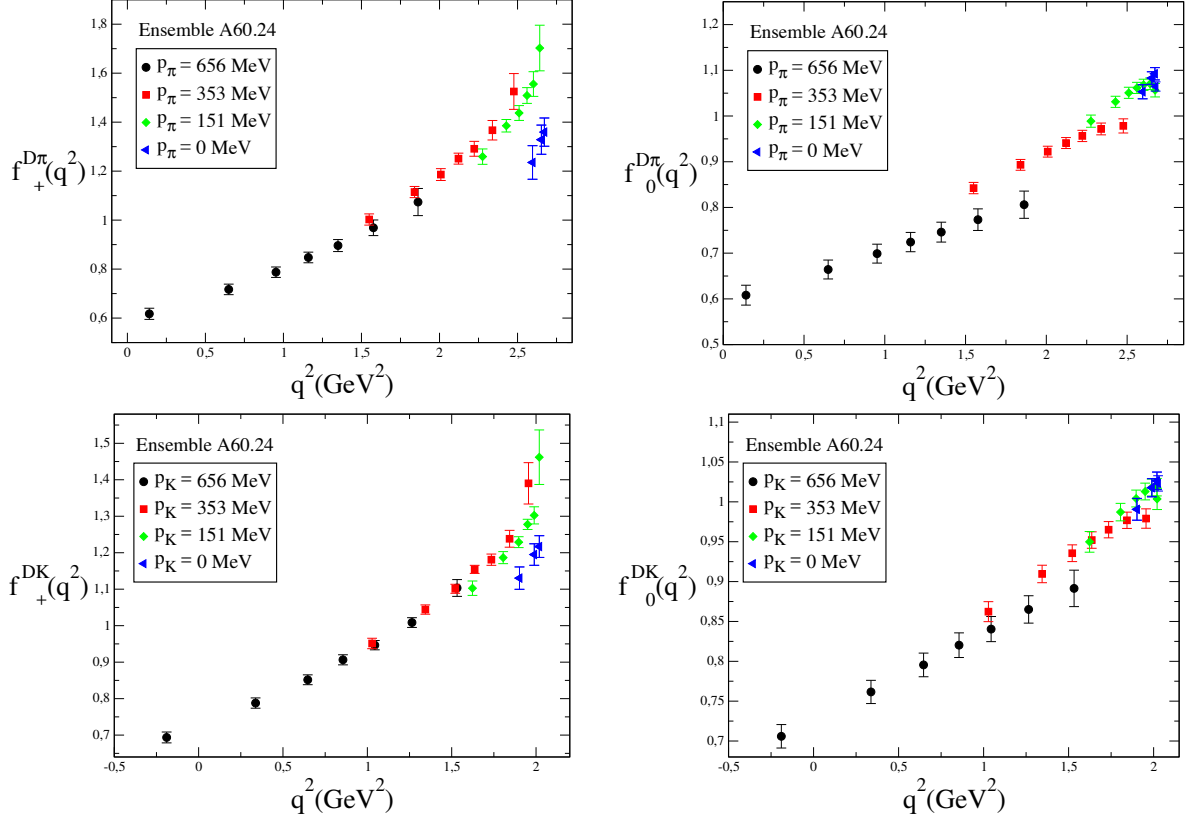 Ensemble A60.24
p_π = 656 MeV
p_π = 353 MeV
p_π = 151 MeV
p_π = 0 MeV
1,8
1,6
1,4
1,2
1
0,8
0,6
f_+^{Dπ}(q^2)
0
0,5
1
1,5
2
2,5
q^2(GeV^2)
Ensemble A60.24
p_π = 656 MeV
p_π = 353 MeV
p_π = 151 MeV
p_π = 0 MeV
1,2
1,1
1
0,9
0,8
0,7
0,6
0,5
f_0^{Dπ}(q^2)
0
0,5
1
1,5
2
2,5
q^2(GeV^2)
Ensemble A60.24
p_K = 656 MeV
p_K = 353 MeV
p_K = 151 MeV
p_K = 0 MeV
1,5
1,4
1,3
1,2
1,1
1
0,9
0,8
0,7
f_+^{DK}(q^2)
-0,5
0
0,5
1
1,5
2
q^2(GeV^2)
Ensemble A60.24
p_K = 656 MeV
p_K = 353 MeV
p_K = 151 MeV
p_K = 0 MeV
1,1
1,05
1
0,95
0,9
0,85
0,8
0,75
0,7
f_0^{DK}(q^2)
-0,5
0
0,5
1
1,5
2
q^2(GeV^2)